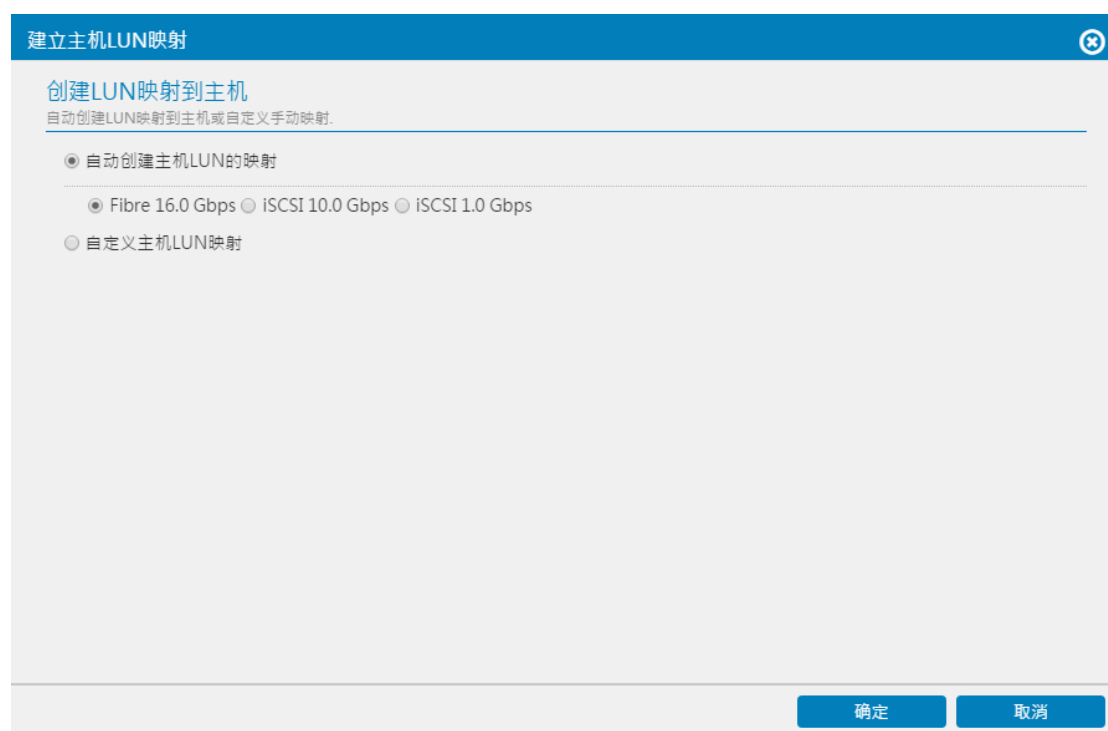 建立主机LUN映射
创建LUN映射到主机
自动创建LUN映射到主机或自定义手动映射.
自动创建主机LUN的映射
Fibre 16.0 Gbps iSCSI 10.0 Gbps iSCSI 1.0 Gbps
自定义主机LUN映射
确定 取消